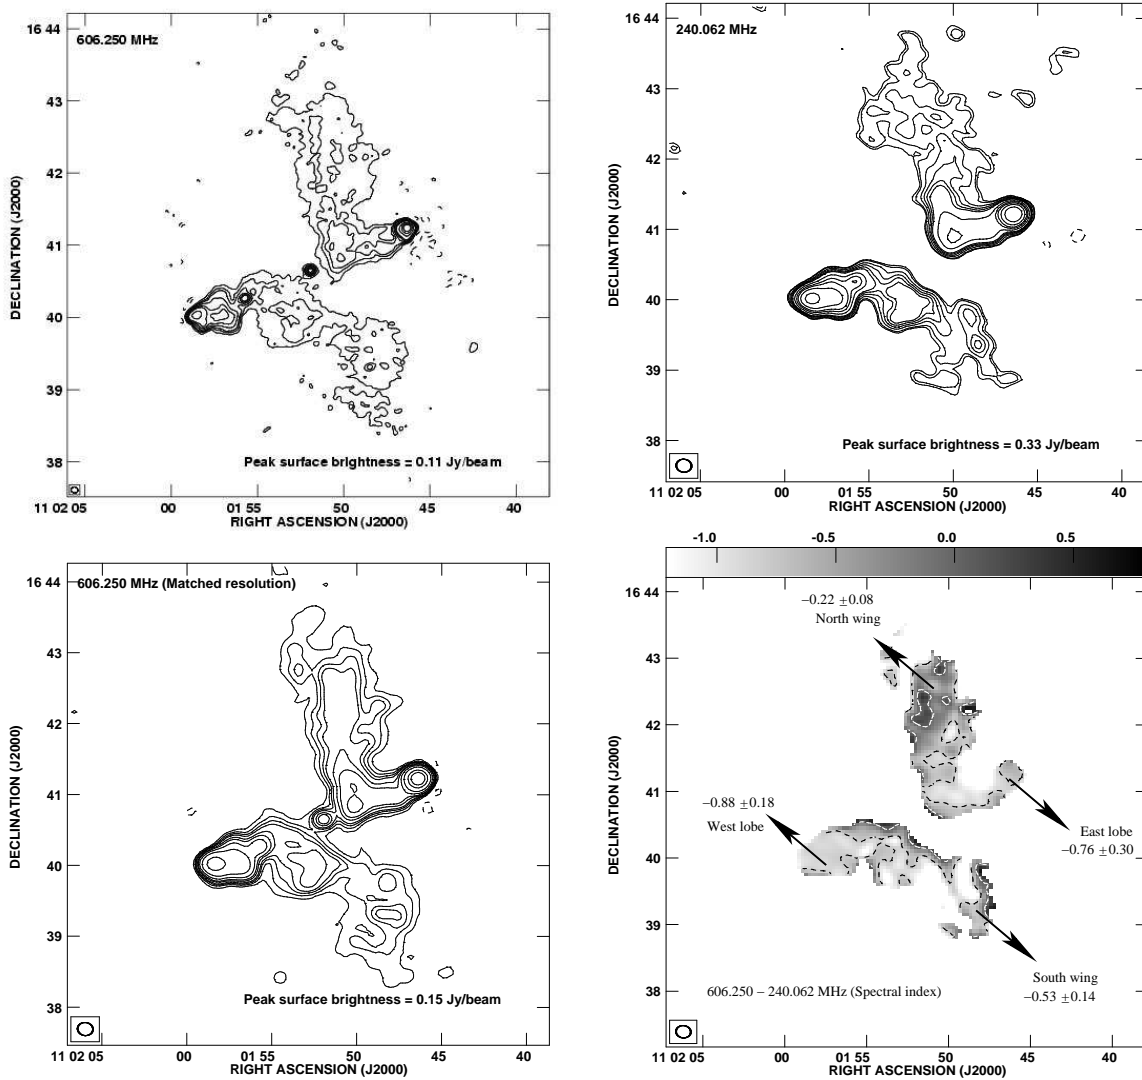 16 44
606.250 MHz
43
42
41
40
39
38
DECLINATION (J2000)
Peak surface brightness = 0.11 Jy/beam
11 02 05 00 01 55 50 45 40
RIGHT ASCENSION (J2000)
16 44
240.062 MHz
43
42
41
40
39
38
DECLINATION (J2000)
Peak surface brightness = 0.33 Jy/beam
11 02 05 00 01 55 50 45 40
RIGHT ASCENSION (J2000)
16 44
606.250 MHz (Matched resolution)
43
42
41
40
39
38
DECLINATION (J2000)
Peak surface brightness = 0.15 Jy/beam
11 02 05 00 01 55 50 45 40
RIGHT ASCENSION (J2000)
-1.0 -0.5 0.0 0.5
16 44
43
42
41
40
39
38
DECLINATION (J2000)
−0.22 ±0.08
North wing
−0.88 ±0.18
West lobe
East lobe
−0.76 ±0.30
South wing
−0.53 ±0.14
606.250 − 240.062 MHz (Spectral index)
11 02 05 00 01 55 50 45 40
RIGHT ASCENSION (J2000)